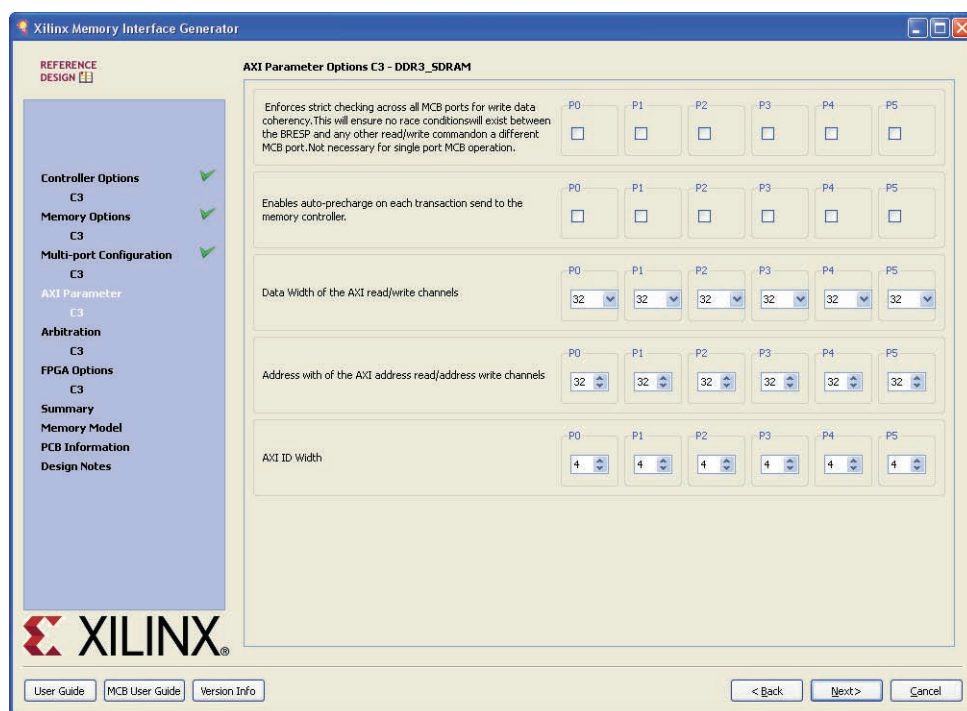 Xilinx Memory Interface Generator
REFERENCE
DESIGN
AXI Parameter Options C3 - DDR3_SDRAM
Controller Options
C3
Memory Options
C3
Multi-port Configuration
C3
AXI Parameter
C3
Arbitration
C3
FPGA Options
C3
Summary
Memory Model
PCB Information
Design Notes
Enforces strict checking across all MCB ports for write data
coherency.This will ensure no race conditionswill exist between
the BRESP and any other read/write commandon a different
MCB port.Not necessary for single port MCB operation.
P0 P1 P2 P3 P4 P5
Enables auto-precharge on each transaction send to the
memory controller.
P0 P1 P2 P3 P4 P5
Data Width of the AXI read/write channels
P0 P1 P2 P3 P4 P5
32 32 32 32 32 32
Address with of the AXI address read/address write channels
P0 P1 P2 P3 P4 P5
32 32 32 32 32 32
AXI ID Width
P0 P1 P2 P3 P4 P5
4 4 4 4 4 4
XILINX®
User Guide MCB User Guide Version Info < Back Next> Cancel